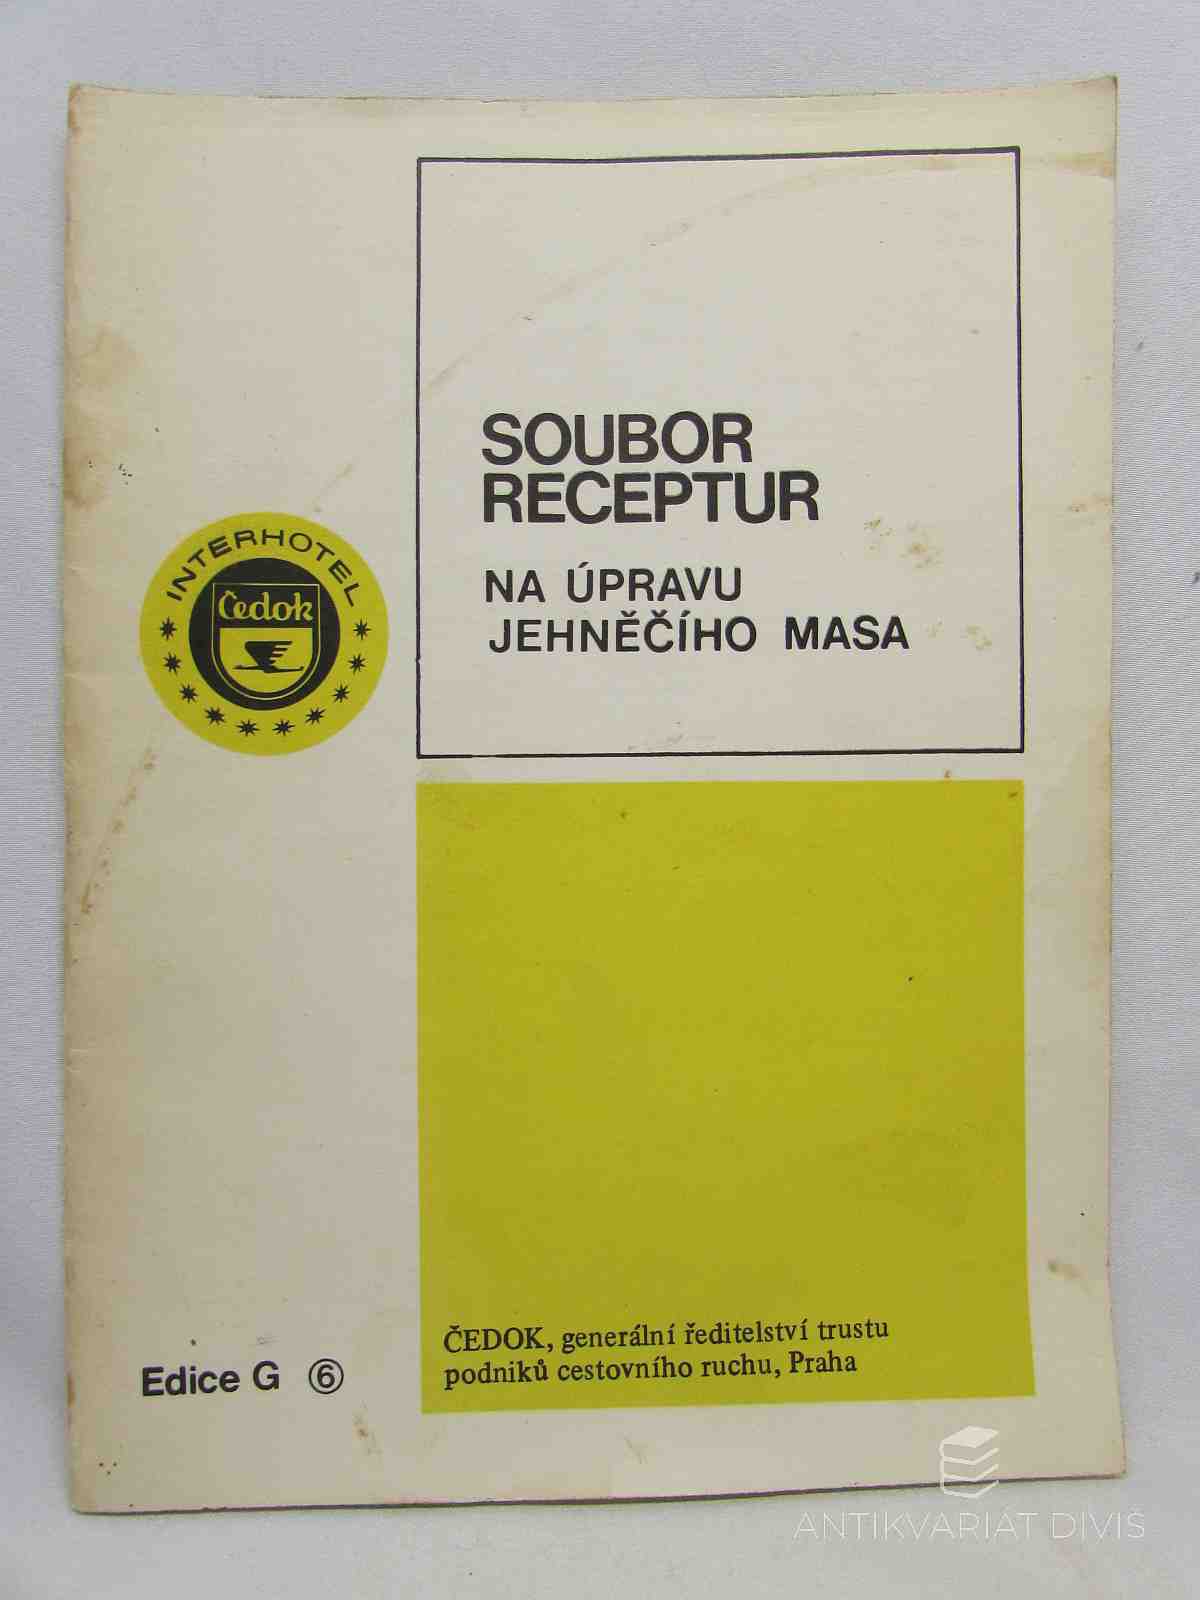 SOUBOR
RECEPTUR
NA ÚPRAVU
JEHNĚČÍHO MASA
INTERHOTEL
Čedok
ČEDOK, generální ředitelství trustu
podniků cestovního ruchu, Praha
Edice G ⑥
ANTIKVARIÁT DIVIŠ